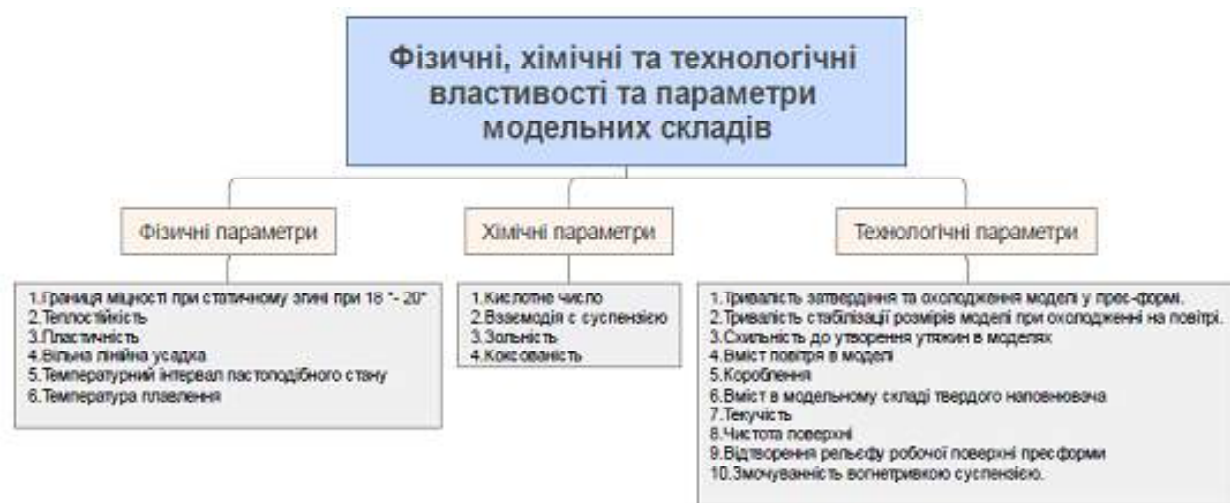 Фізичні, хімічні та технологічні
властивості та параметри
модельних складів
Фізичні параметри
Хімічні параметри
Технологічні параметри
1.Границя міцності при статичному згині при 18 °- 20°
2.Теплостійкість
3.Пластичність
4.Вільна лінійна усадка
5.Температурний інтервал пастоподібного стану
6.Температура плавлення
1.Кислотне число
2.Взаємодія с суспензією
3.Зольність
4.Коксованість
1.Тривалість затвердіння та охолодження моделі у прес-формі.
2.Тривалість стабілізації розмірів моделі при охолодженні на повітрі.
3.Схильність до утворення утяжин в моделях
4.Вміст повітря в моделі
5.Короблення
6.Вміст в модельному складі твердого наповнювача
7.Текучість
8.Чистота поверхні
9.Відтворення рельєфу робочої поверхні пресформи
10.Змочуванність вогнетривкою суспензією.